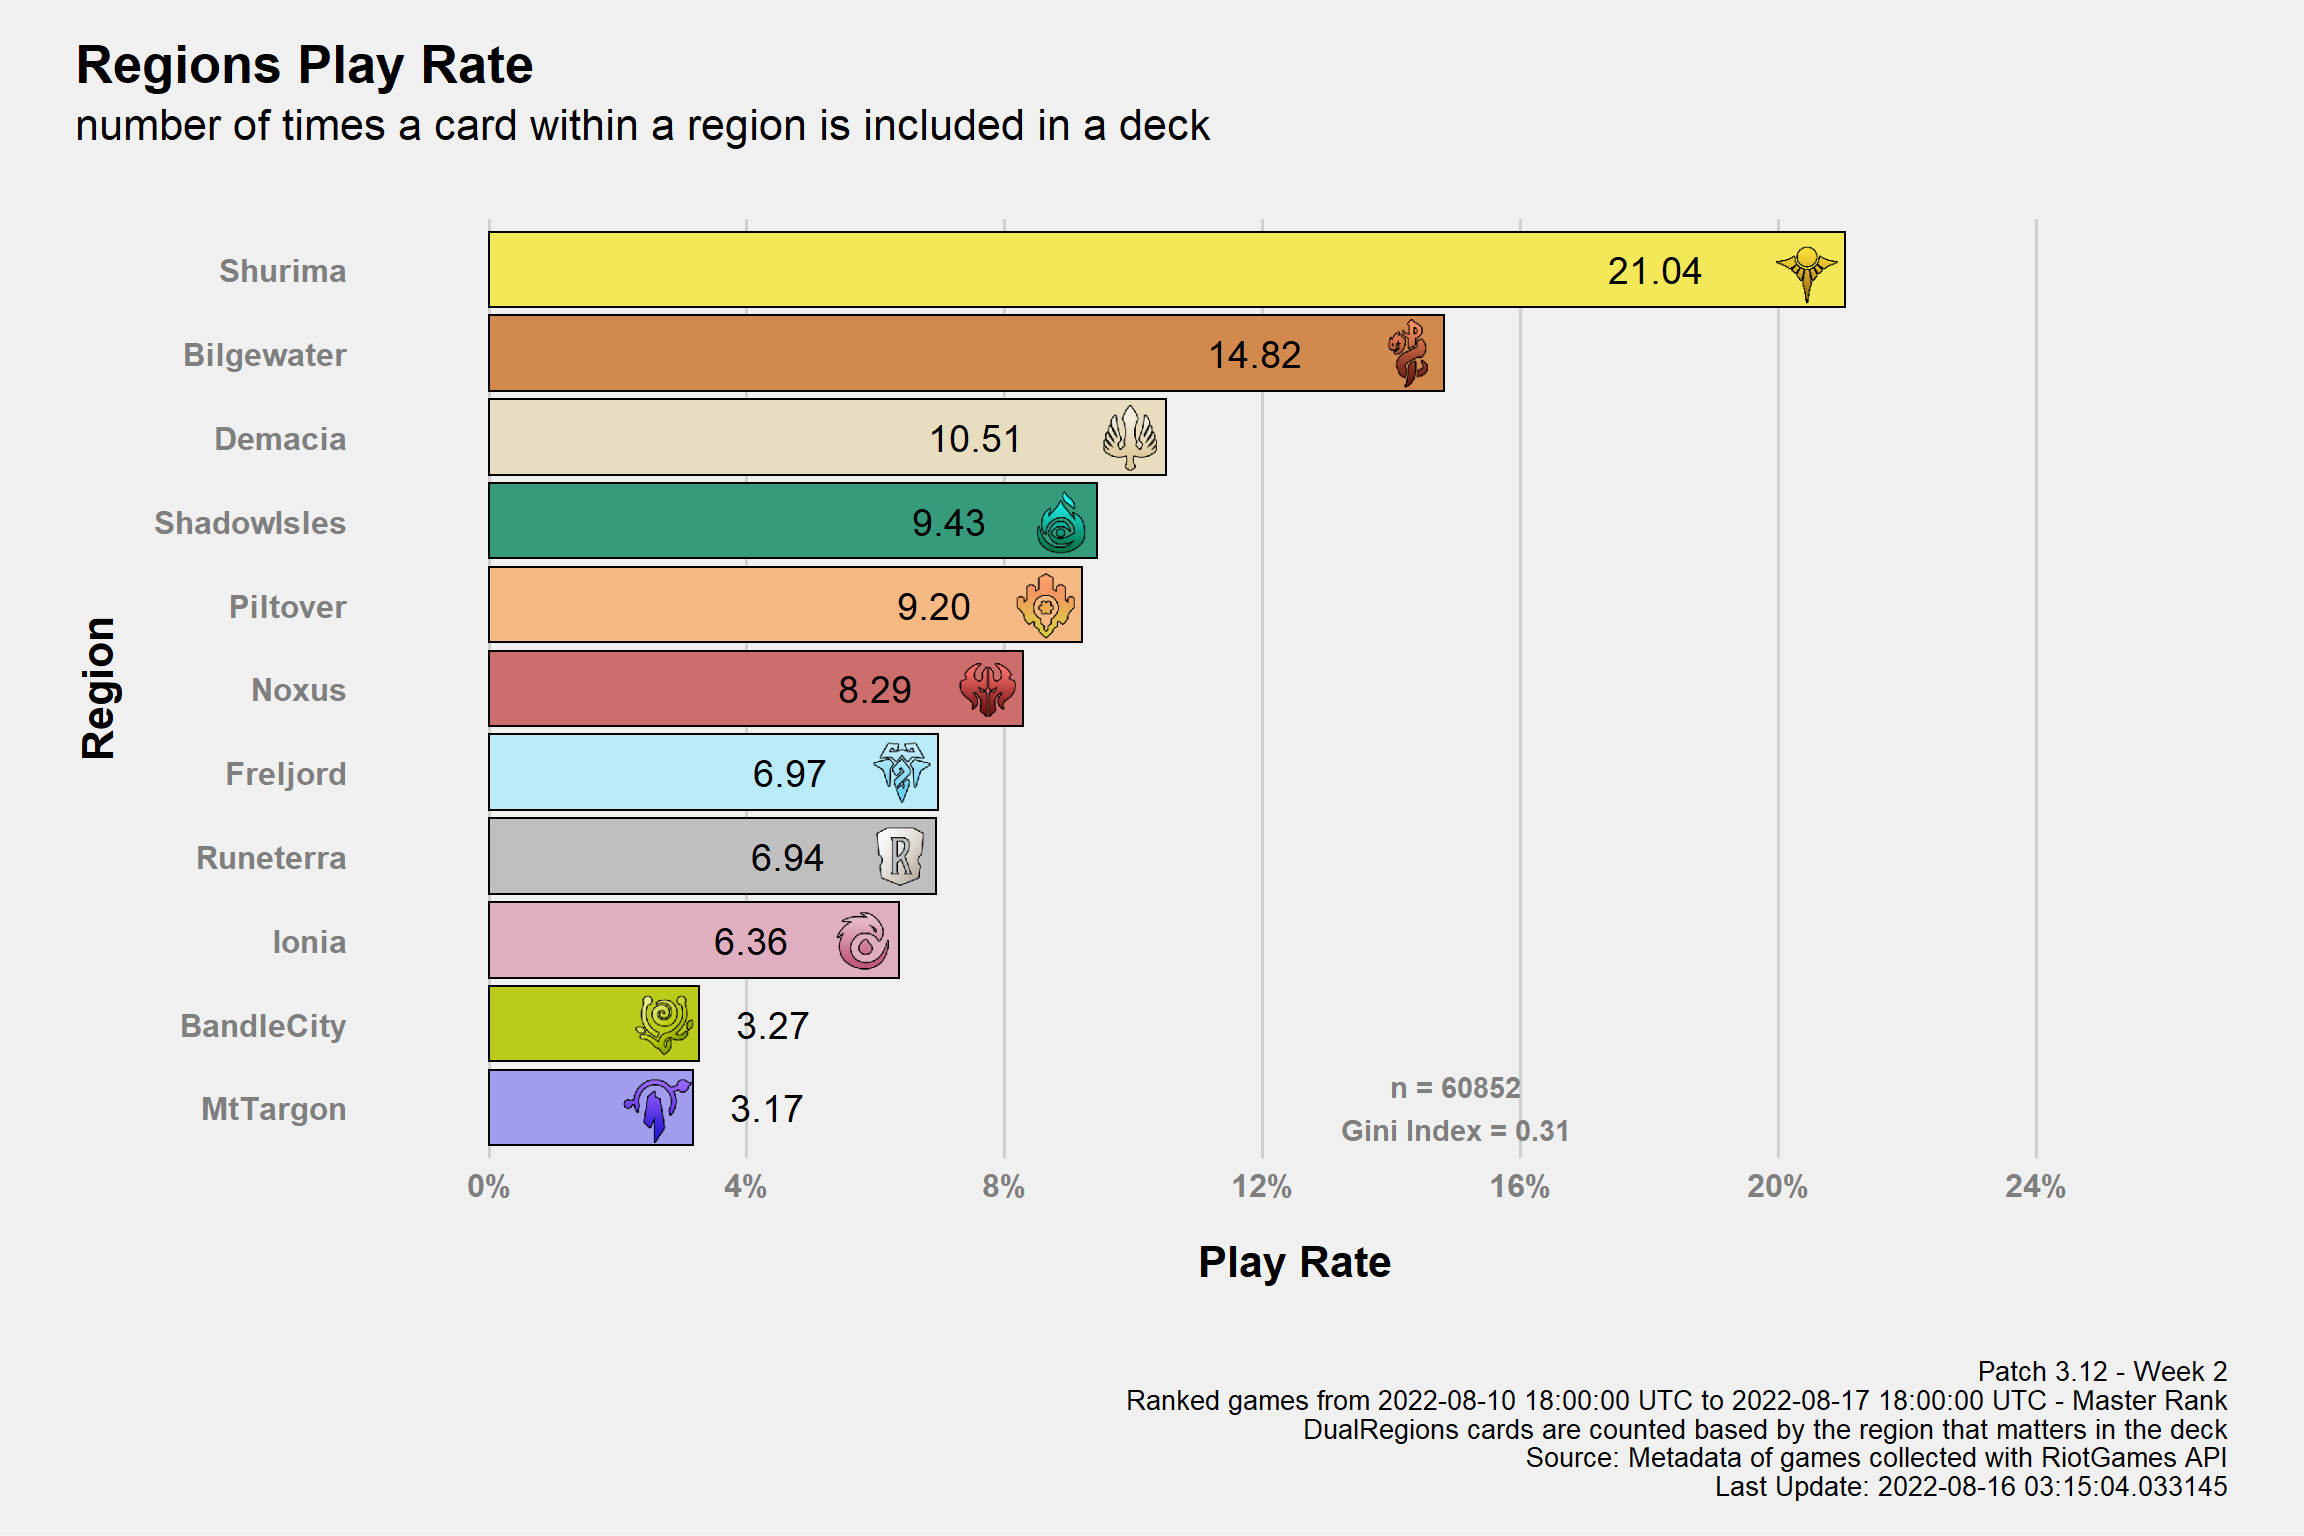 Regions Play Rate
number of times a card within a region is included in a deck
Region
Shurima 21.04
Bilgewater 14.82
Demacia 10.51
ShadowIsles 9.43
Piltover 9.20
Noxus 8.29
Freljord 6.97
Runeterra 6.94 R
Ionia 6.36
BandleCity 3.27
MtTargon 3.17
n = 60852
Gini Index = 0.31
0% 4% 8% 12% 16% 20% 24%
Play Rate
Patch 3.12 - Week 2
Ranked games from 2022-08-10 18:00:00 UTC to 2022-08-17 18:00:00 UTC - Master Rank
DualRegions cards are counted based by the region that matters in the deck
Source: Metadata of games collected with RiotGames API
Last Update: 2022-08-16 03:15:04.033145